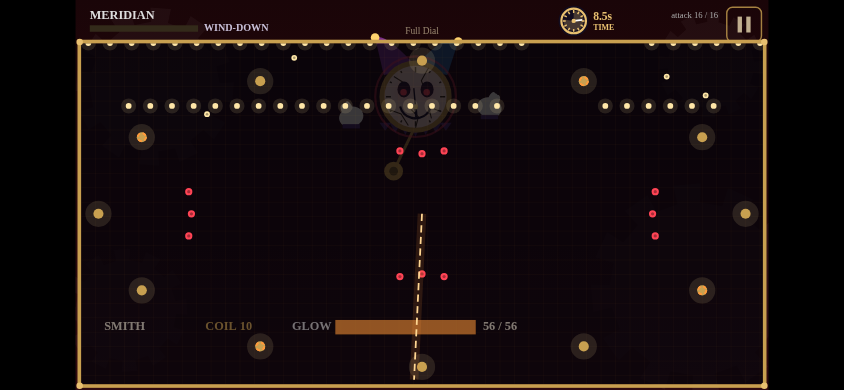 MERIDIAN
WIND-DOWN
Full Dial
8.5s
TIME
attack 16 / 16
SMITH
COIL 10
GLOW
56 / 56